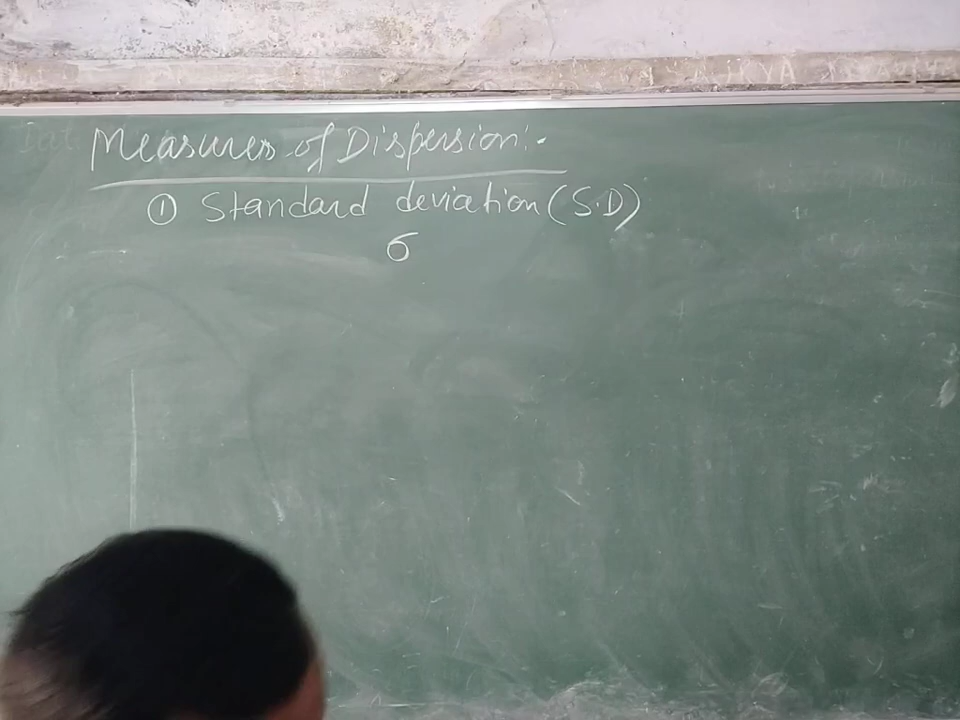 Measures of Dispersion:-
① Standard deviation (S.D)
σ